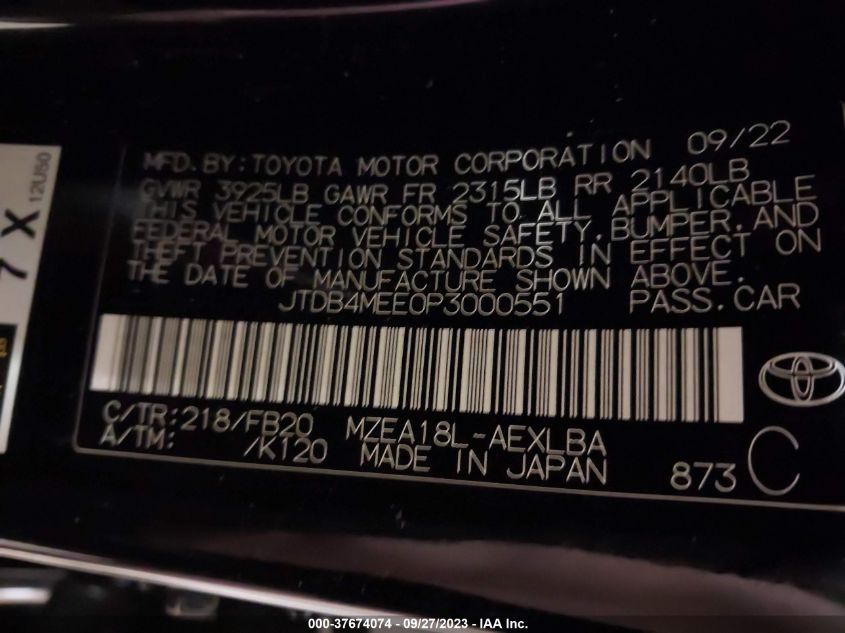 7 X
12U80
MFD.BY:TOYOTA MOTOR CORPORATION 09/22
GVWR 3925LB GAWR FR 2315LB RR 2140LB
THIS VEHICLE CONFORMS TO ALL APPLICABLE
FEDERAL MOTOR VEHICLE SAFETY,BUMPER,AND
THEFT PREVENTION STANDARDS IN EFFECT ON
THE DATE OF MANUFACTURE SHOWN ABOVE.
JTDB4MEE0P3000551 PASS.CAR
C/TR:218/FB20 MZEA18L-AEXLBA
A/TM: /K120 MADE IN JAPAN 873 C
000-37674074 - 09/27/2023 - IAA Inc.